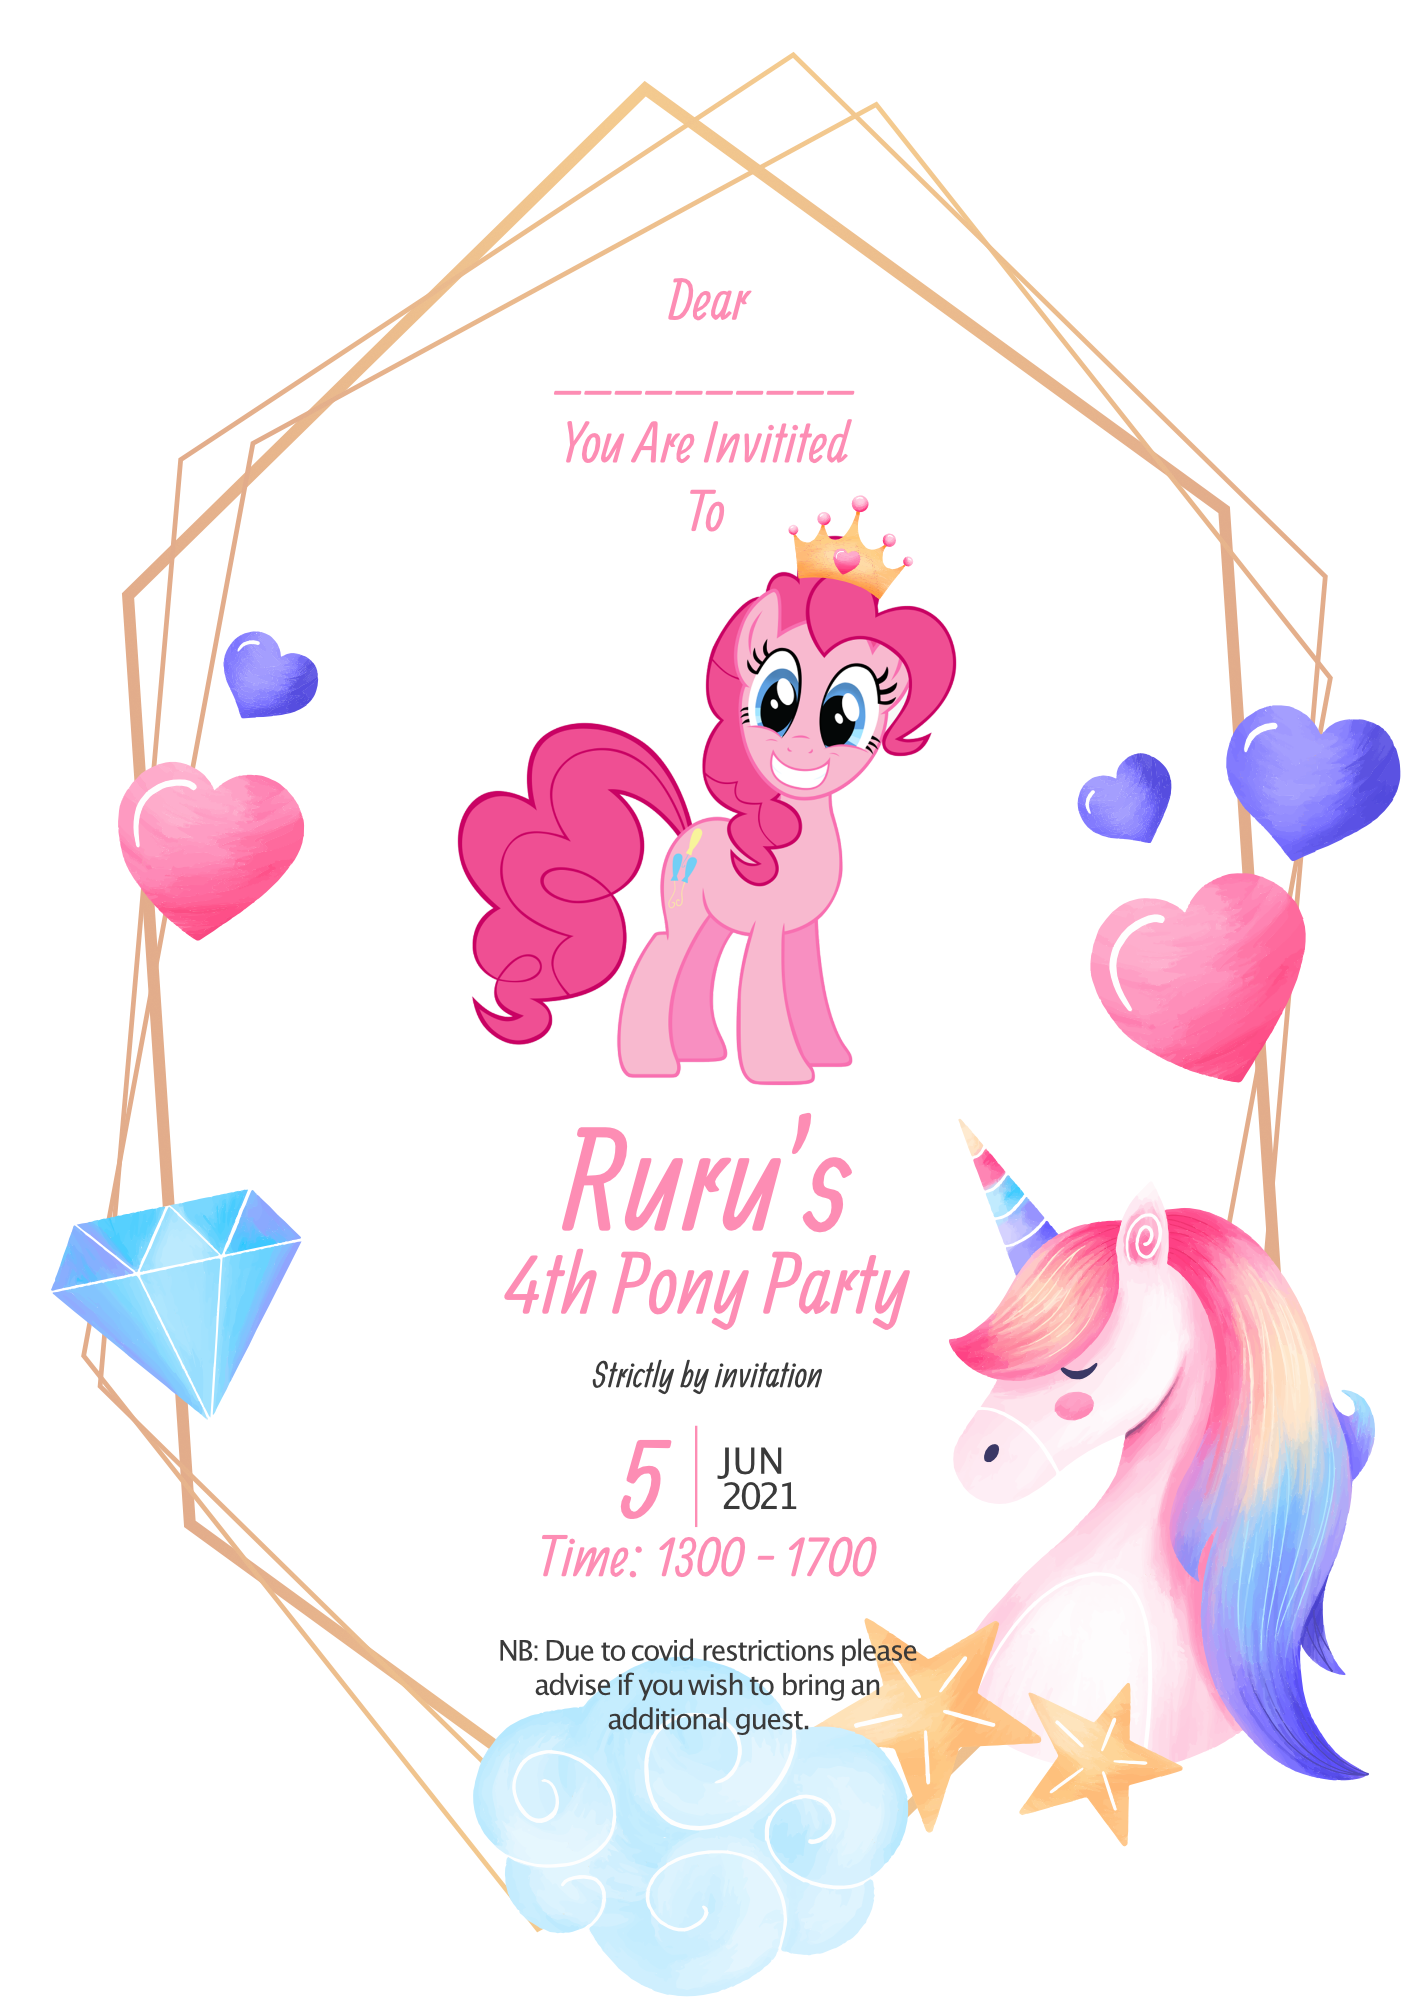 Dear
__________
You Are Invitited
To
Ruru's
4th Pony Party
Strictly by invitation
5
JUN
2021
Time: 1300 - 1700
NB: Due to covid restrictions please
advise if you wish to bring an
additional guest.